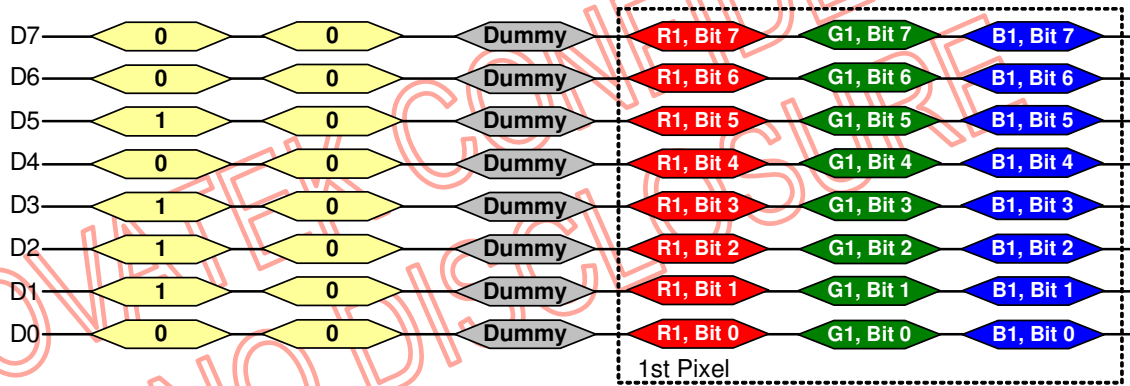 D7 0 0 Dummy R1, Bit 7 G1, Bit 7 B1, Bit 7
D6 0 0 Dummy R1, Bit 6 G1, Bit 6 B1, Bit 6
D5 1 0 Dummy R1, Bit 5 G1, Bit 5 B1, Bit 5
D4 0 0 Dummy R1, Bit 4 G1, Bit 4 B1, Bit 4
D3 1 0 Dummy R1, Bit 3 G1, Bit 3 B1, Bit 3
D2 1 0 Dummy R1, Bit 2 G1, Bit 2 B1, Bit 2
D1 1 0 Dummy R1, Bit 1 G1, Bit 1 B1, Bit 1
D0 0 0 Dummy R1, Bit 0 G1, Bit 0 B1, Bit 0
1st Pixel
OVATEK CONFIDE
NO DISCLOSURE